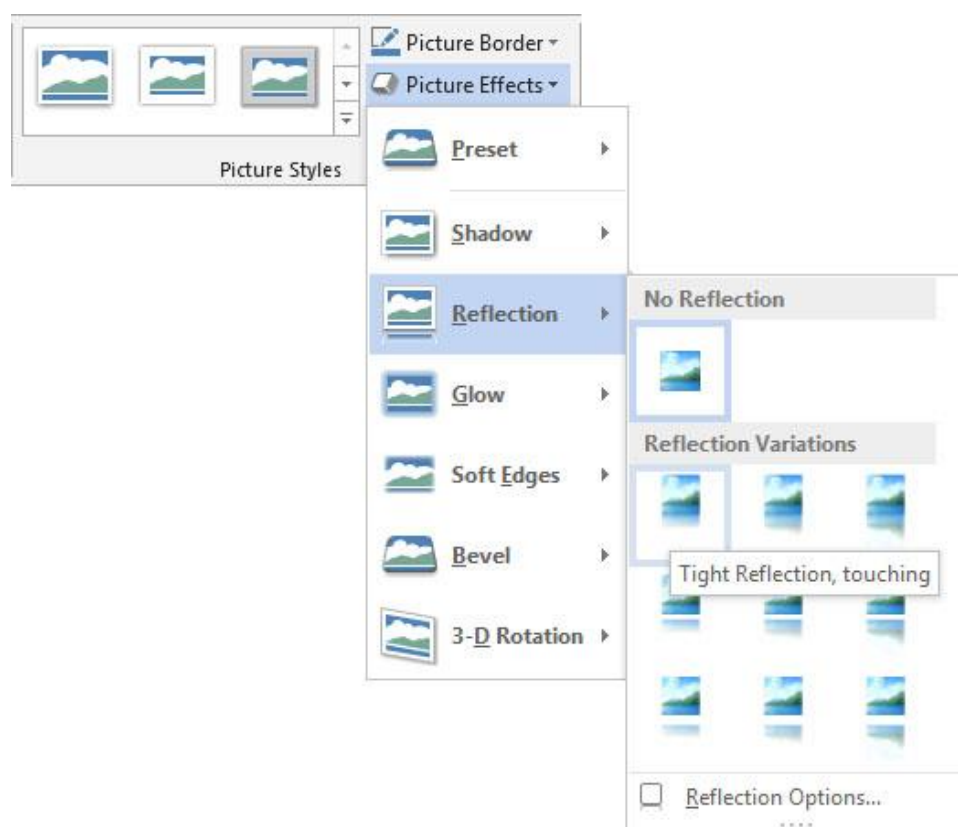 Picture Border
Picture Effects
Picture Styles
Preset
Shadow
Reflection
Glow
Soft Edges
Bevel
3-D Rotation
No Reflection
Reflection Variations
Tight Reflection, touching
Reflection Options...